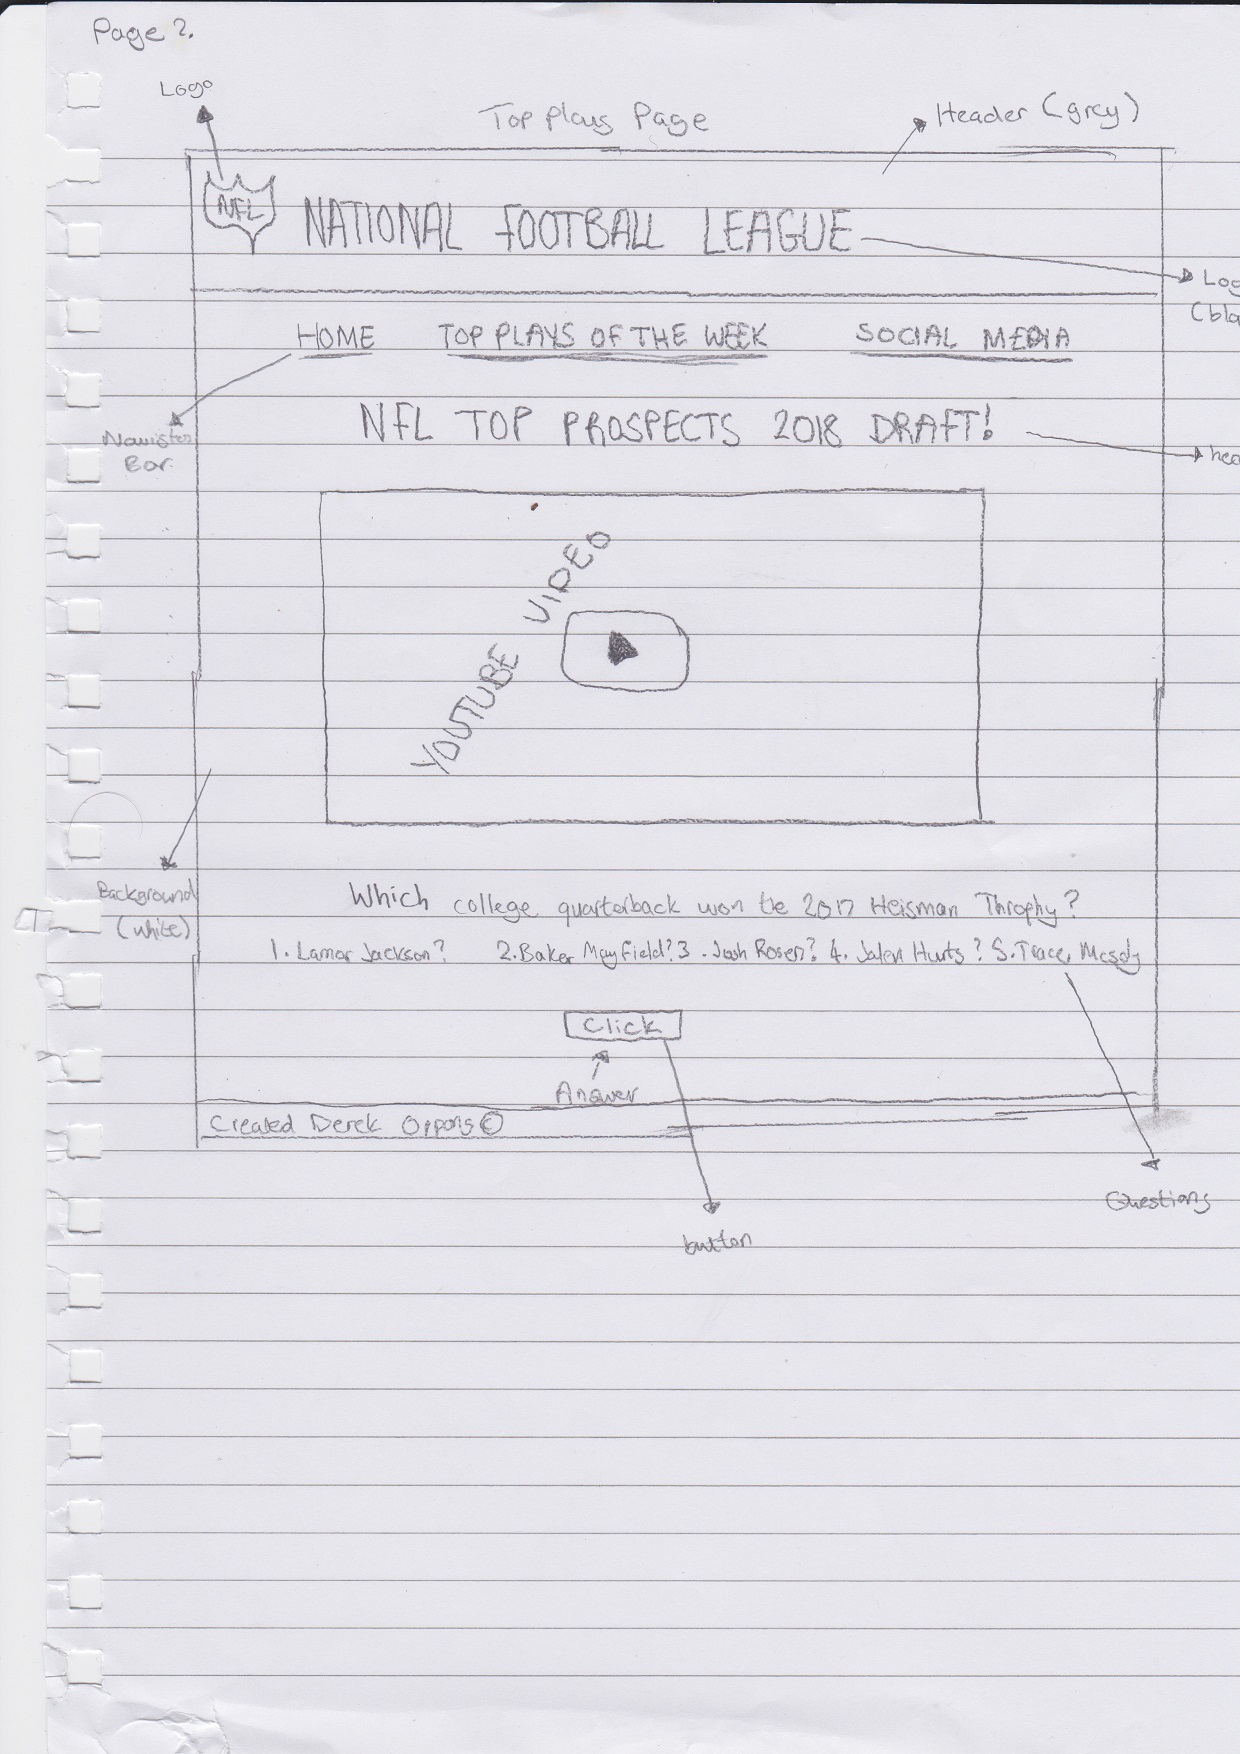 Page 2.
Logo
Top Plays Page
Header (grey)
NFL
NATIONAL FOOTBALL LEAGUE
Log
(bla
HOME TOP PLAYS OF THE WEEK SOCIAL MEDIA
NFL TOP PROSPECTS 2018 DRAFT!
Bar.
hea
YOUTUBE VIDEO
Background
(white)
Which college quarterback won the 2017 Heisman Throphy?
1. Lamar Jackson? 2. Baker Mayfield? 3. Josh Rosen? 4. Jalen Hurts? 5. Trace
Click
Answer
Created Derek ©
Questions
button